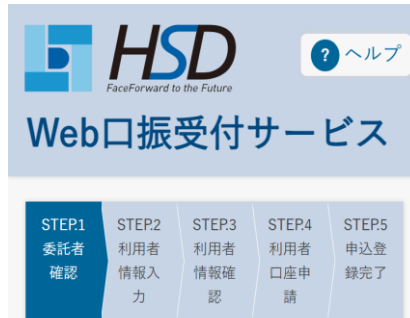 HSD
FaceForward to the Future
? ヘルプ
Web口振受付サービス
STEP.1
委託者
確認
STEP.2
利用者
情報入
力
STEP.3
利用者
情報確
認
STEP.4
利用者
口座申
請
STEP.5
申込登
録完了